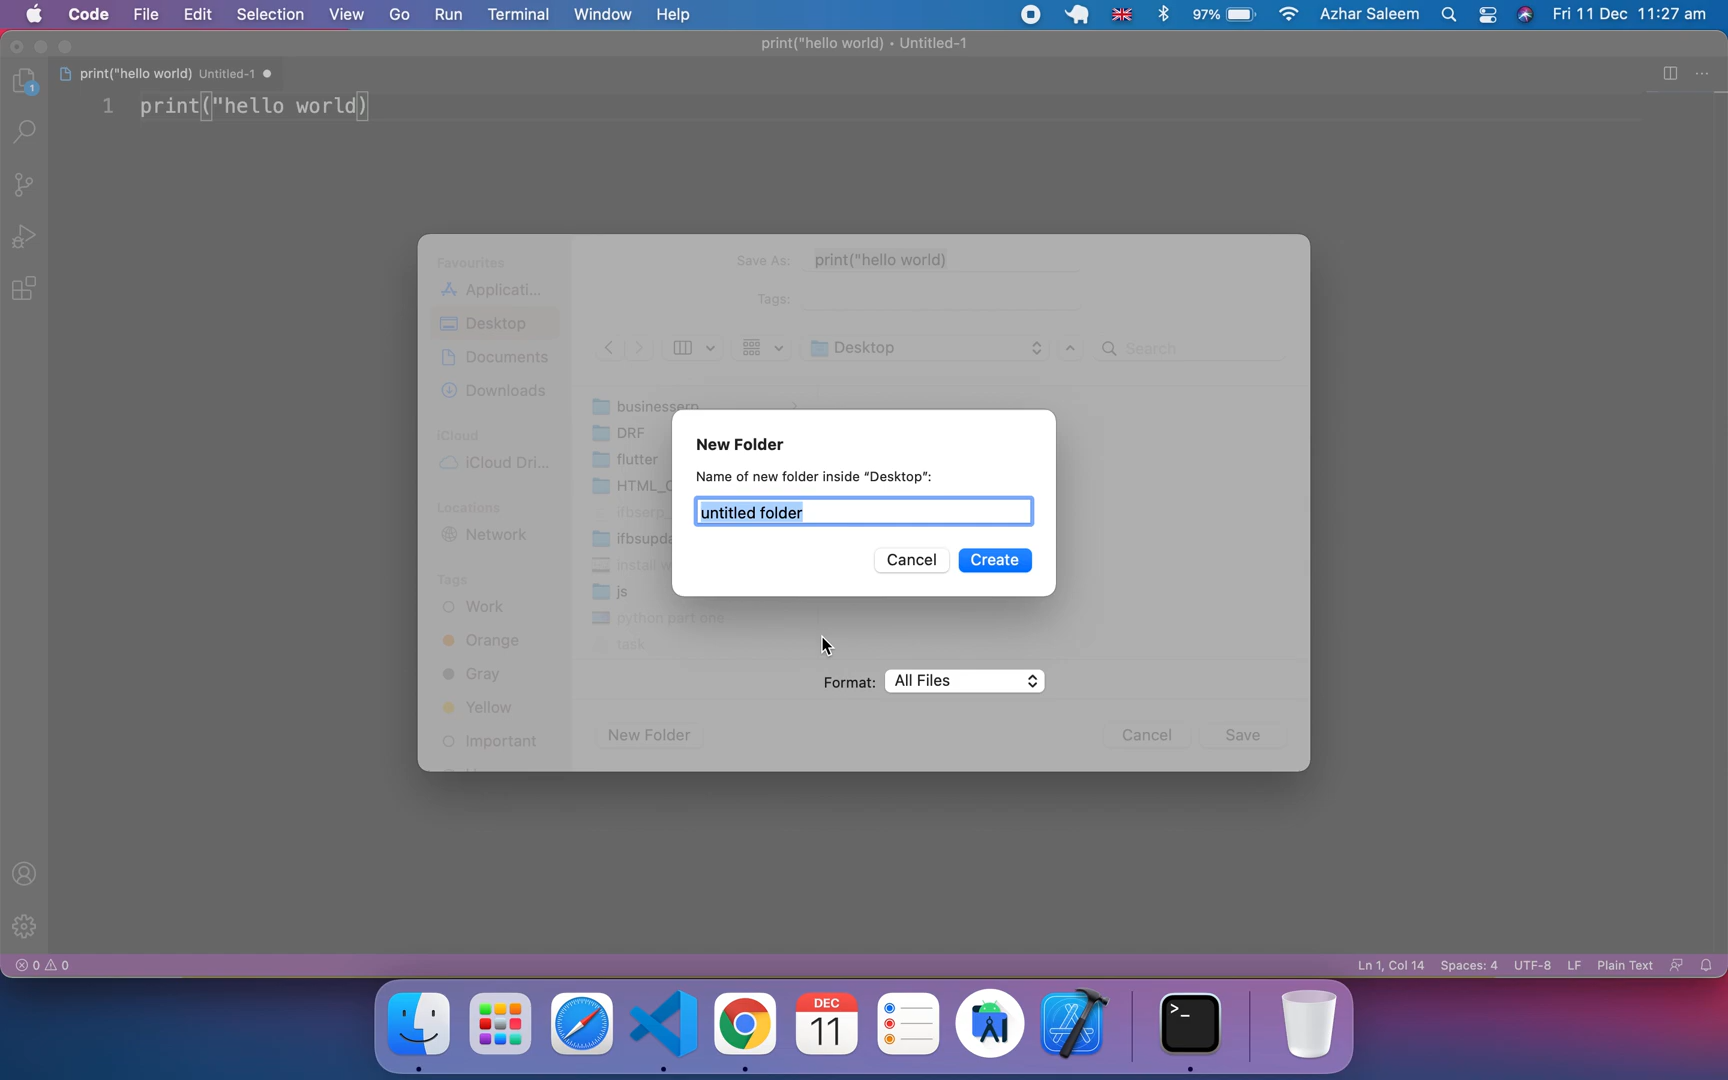 Code File Edit Selection View Go Run Terminal Window Help 97% Azhar Saleem Fri 11 Dec 11:27 am
print("hello world) • Untitled-1
print("hello world) Untitled-1
1
1 print("hello world)
Favourites
Applicati...
Desktop
Documents
Downloads
iCloud
iCloud Dri...
Locations
Network
Tags
Work
Orange
Gray
Yellow
Important
Save As: print("hello world)
Tags:
Desktop
Search
businesserp
DRF
flutter
HTML_
ifbserp_
ifbsupda
install w
js
python part one
task
New Folder
Name of new folder inside “Desktop”:
untitled folder
Cancel Create
Format: All Files
New Folder Cancel Save
0 0 Ln 1, Col 14 Spaces: 4 UTF-8 LF Plain Text
DEC
11
>_